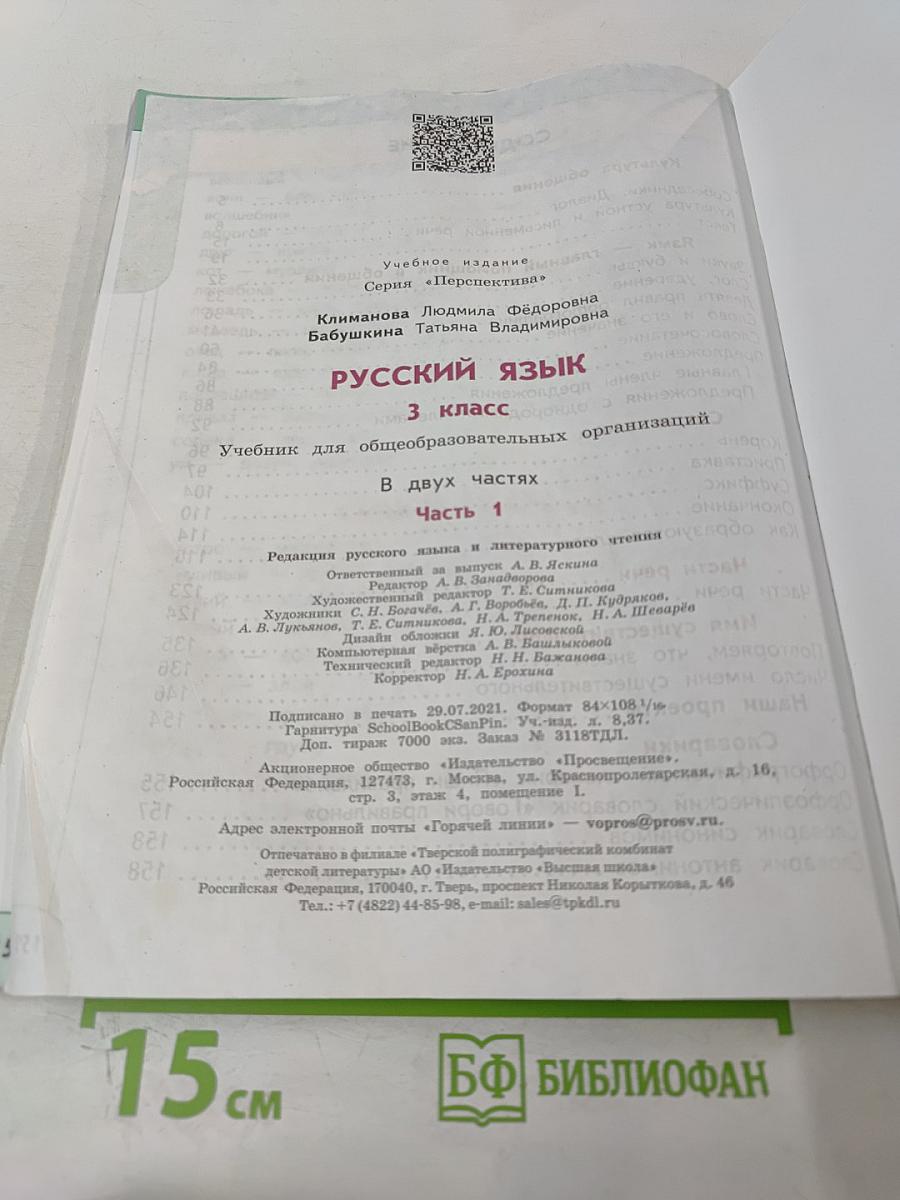 Учебное издание
Серия «Перспектива»
Климанова Людмила Фёдоровна
Бабушкина Татьяна Владимировна
РУССКИЙ ЯЗЫК
3 класс
Учебник для общеобразовательных организаций
В двух частях
Часть 1
Редакция русского языка и литературного чтения
Ответственный за выпуск А. В. Яскина
Редактор А. В. Занадворова
Художественный редактор Т. Е. Ситникова
Художники С. Н. Богачёв, А. Г. Воробьёв, Д. П. Кудряков,
А. В. Лукьянов, Т. Е. Ситникова, Н. А. Трепенок, Н. А. Шеварёв
Дизайн обложки Я. Ю. Лисовской
Компьютерная вёрстка А. В. Башлыковой
Технический редактор Н. Н. Бажанова
Корректор Н. А. Ерохина
Подписано в печать 29.07.2021. Формат 84×108 1/16.
Гарнитура SchoolBookCSanPin. Уч.-изд. л. 8,37.
Доп. тираж 7000 экз. Заказ № 3118ТДЛ.
Акционерное общество «Издательство «Просвещение».
Российская Федерация, 127473, г. Москва, ул. Краснопролетарская, д. 16,
стр. 3, этаж 4, помещение I.
Адрес электронной почты «Горячей линии» — vopros@prosv.ru.
Отпечатано в филиале «Тверской полиграфический комбинат
детской литературы» АО «Издательство «Высшая школа»
Российская Федерация, 170040, г. Тверь, проспект Николая Корыткова, д. 46
Тел.: +7 (4822) 44-85-98, e-mail: sales@tpkdl.ru
15 см
БФ БИБЛИОФАН